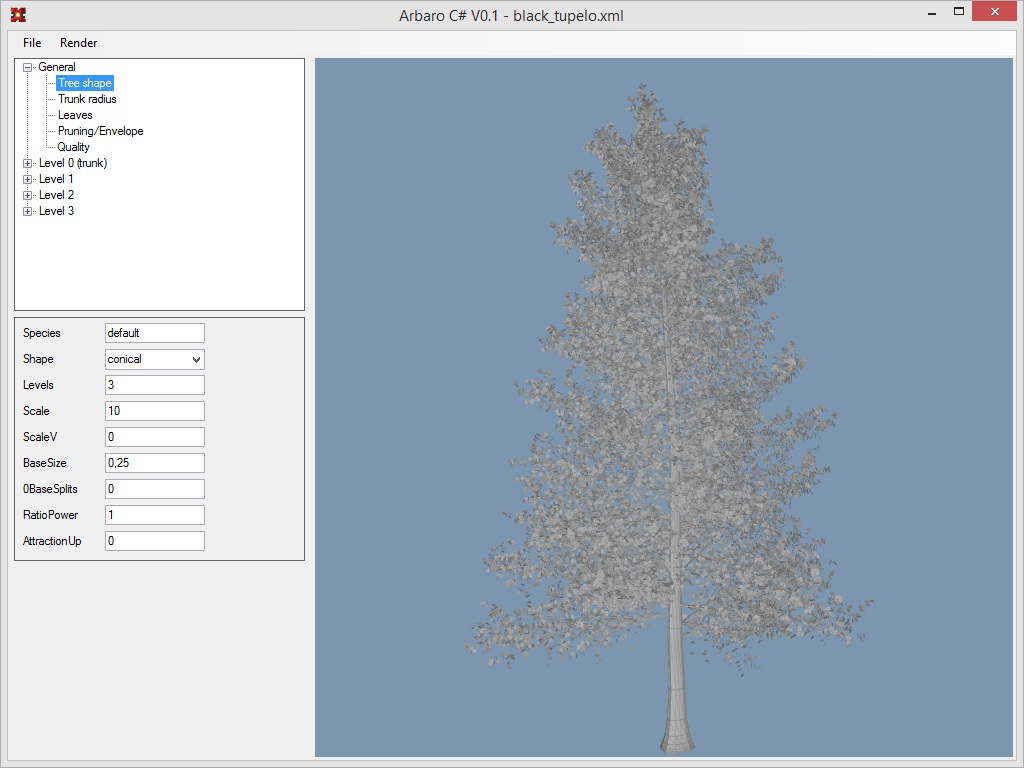 Arbaro C# V0.1 - black_tupelo.xml
File Render
General
Tree shape
Trunk radius
Leaves
Pruning/Envelope
Quality
Level 0 (trunk)
Level 1
Level 2
Level 3
Species default
Shape conical
Levels 3
Scale 10
ScaleV 0
BaseSize 0,25
0BaseSplits 0
RatioPower 1
AttractionUp 0